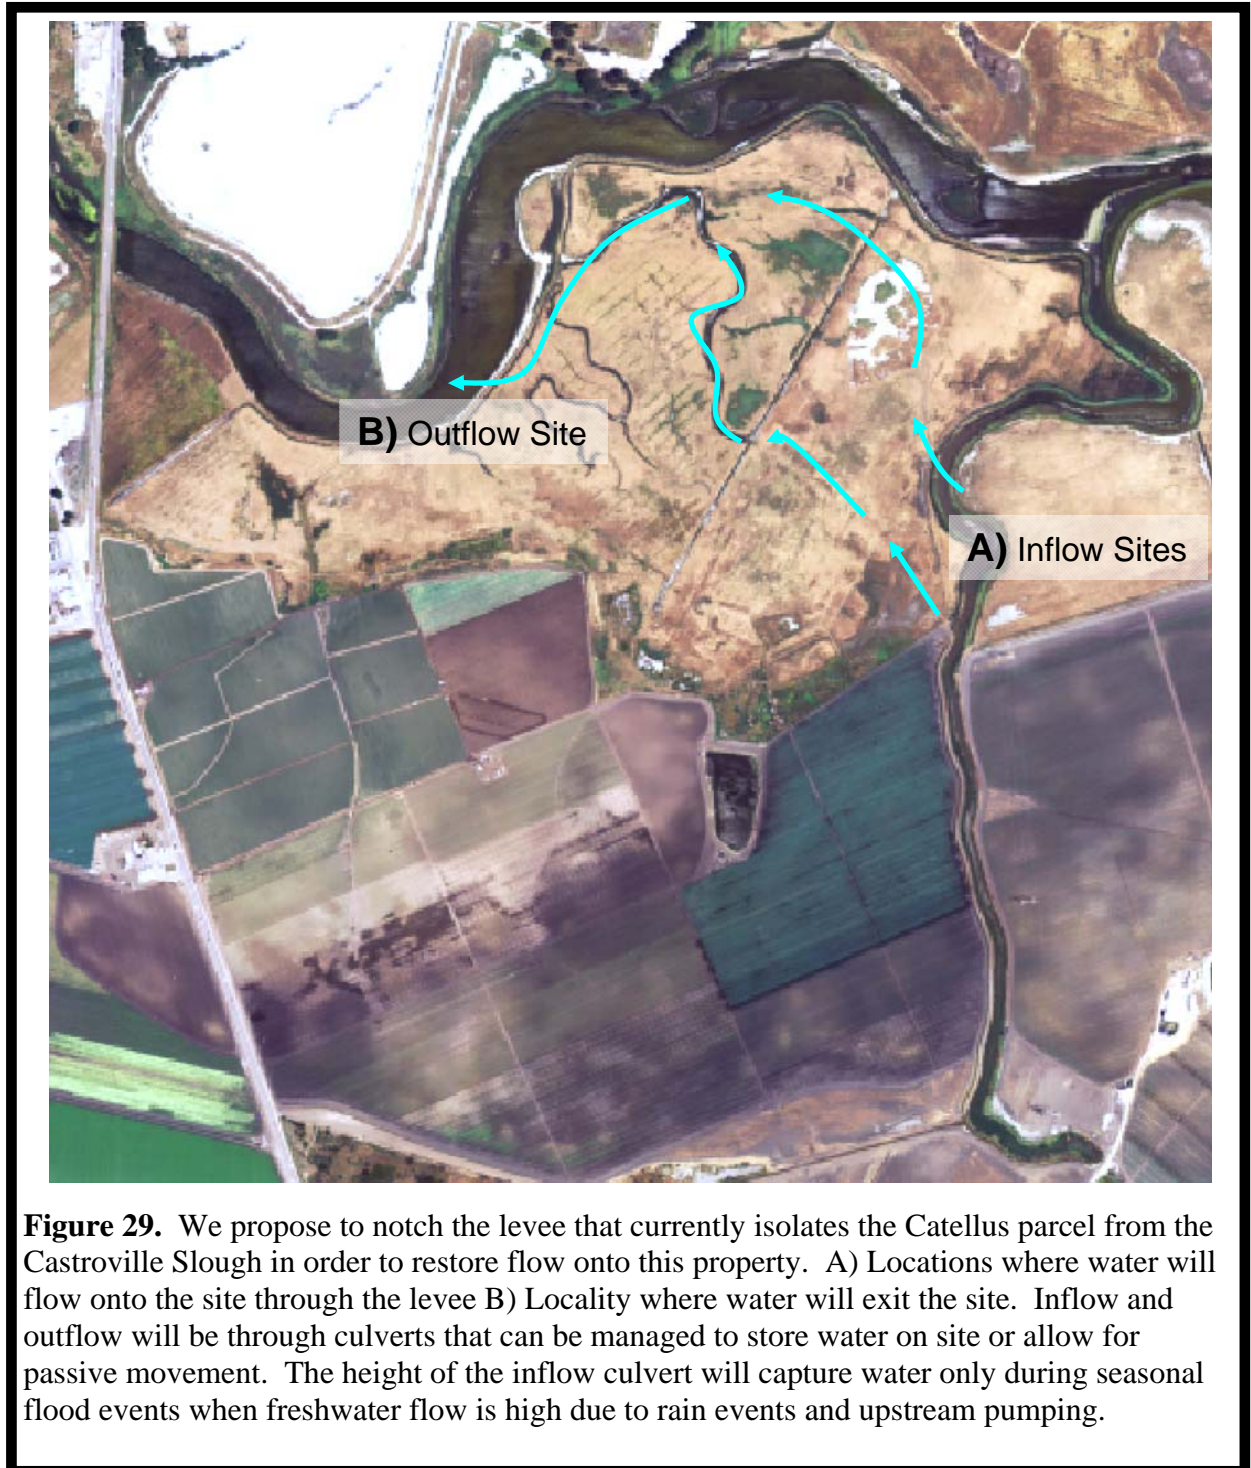 B) Outflow Site
A) Inflow Sites
Figure 29. We propose to notch the levee that currently isolates the Catellus parcel from the
Castroville Slough in order to restore flow onto this property. A) Locations where water will
flow onto the site through the levee B) Locality where water will exit the site. Inflow and
outflow will be through culverts that can be managed to store water on site or allow for
passive movement. The height of the inflow culvert will capture water only during seasonal
flood events when freshwater flow is high due to rain events and upstream pumping.